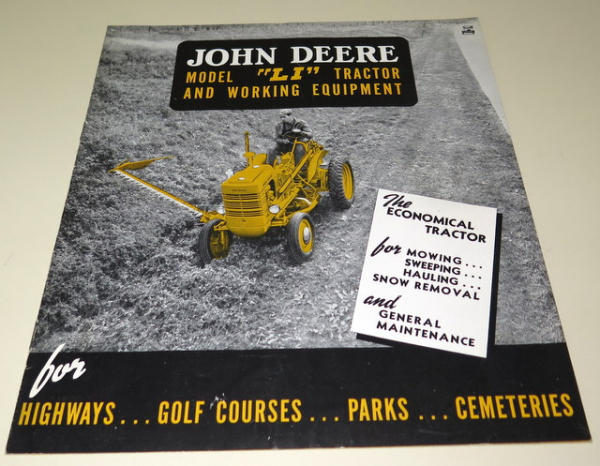 JOHN DEERE
MODEL "LI" TRACTOR
AND WORKING EQUIPMENT
The
ECONOMICAL
TRACTOR
for MOWING...
SWEEPING...
HAULING...
SNOW REMOVAL
and
GENERAL
MAINTENANCE
for
HIGHWAYS... GOLF COURSES... PARKS... CEMETERIES